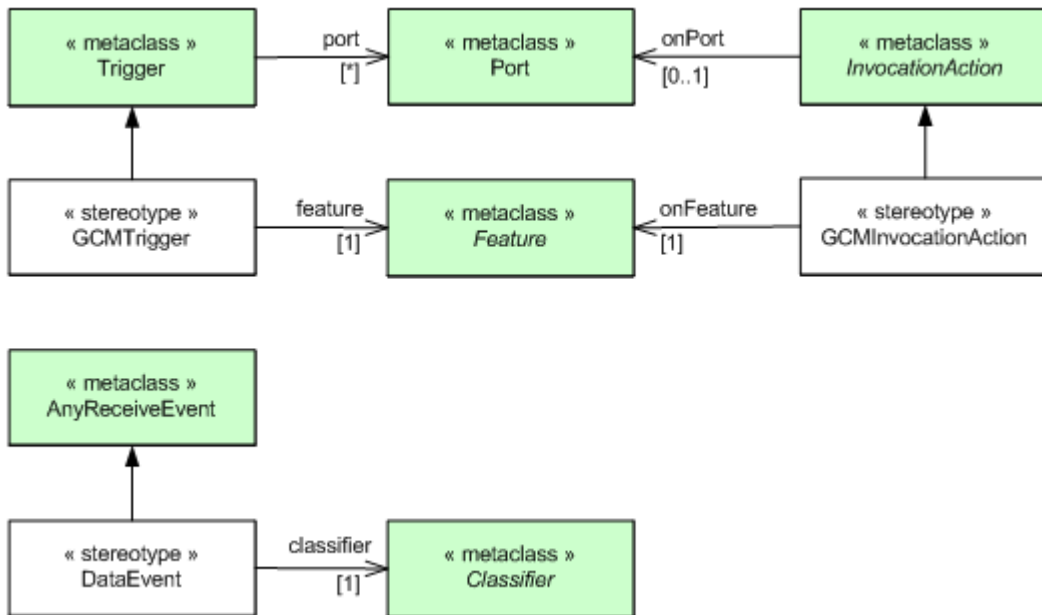 « metaclass »
Trigger
port
[*]
« metaclass »
Port
onPort
[0..1]
« metaclass »
InvocationAction
« stereotype »
GCMTrigger
feature
[1]
« metaclass »
Feature
onFeature
[1]
« stereotype »
GCMInvocationAction
« metaclass »
AnyReceiveEvent
« stereotype »
DataEvent
classifier
[1]
« metaclass »
Classifier